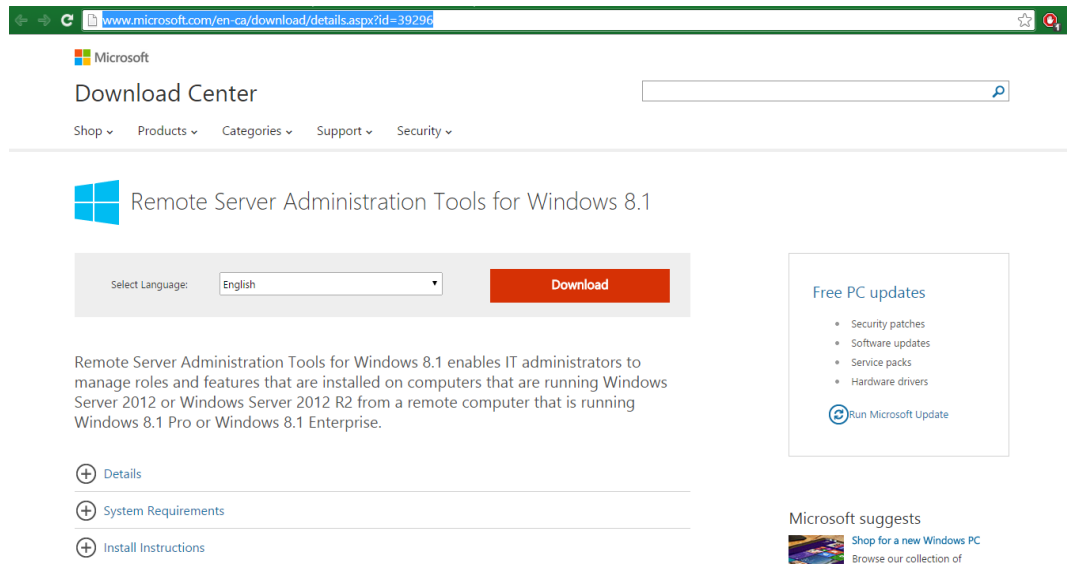 www.microsoft.com/en-ca/download/details.aspx?id=39296
Microsoft
Download Center
Shop Products Categories Support Security
Remote Server Administration Tools for Windows 8.1
Select Language: English Download
Remote Server Administration Tools for Windows 8.1 enables IT administrators to
manage roles and features that are installed on computers that are running Windows
Server 2012 or Windows Server 2012 R2 from a remote computer that is running
Windows 8.1 Pro or Windows 8.1 Enterprise.
Details
System Requirements
Install Instructions
Free PC updates
Security patches
Software updates
Service packs
Hardware drivers
Run Microsoft Update
Microsoft suggests
Shop for a new Windows PC
Browse our collection of